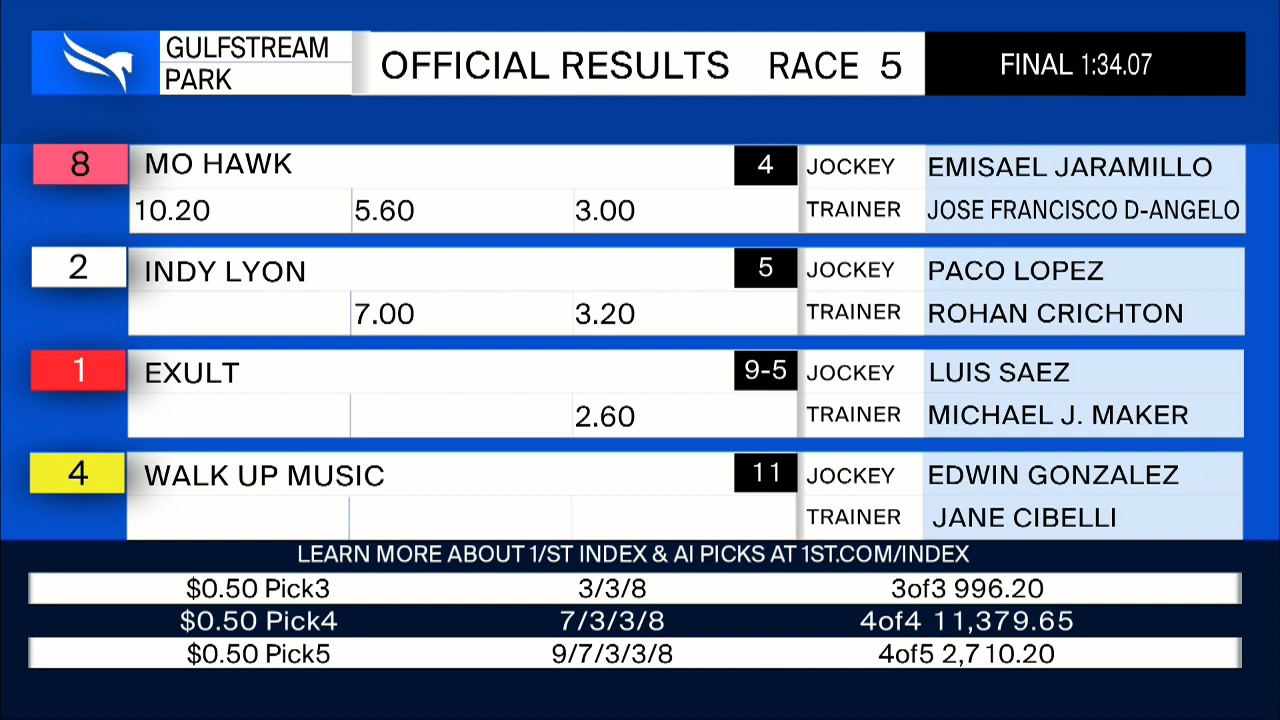 GULFSTREAM PARK OFFICIAL RESULTS RACE 5 FINAL 1:34.07
8 MO HAWK 4 JOCKEY EMISAEL JARAMILLO
10.20 5.60 3.00 TRAINER JOSE FRANCISCO D-ANGELO
2 INDY LYON 5 JOCKEY PACO LOPEZ
7.00 3.20 TRAINER ROHAN CRICHTON
1 EXULT 9-5 JOCKEY LUIS SAEZ
2.60 TRAINER MICHAEL J. MAKER
4 WALK UP MUSIC 11 JOCKEY EDWIN GONZALEZ
TRAINER JANE CIBELLI
LEARN MORE ABOUT 1/ST INDEX & AI PICKS AT 1ST.COM/INDEX
$0.50 Pick3 3/3/8 3of3 996.20
$0.50 Pick4 7/3/3/8 4of4 11,379.65
$0.50 Pick5 9/7/3/3/8 4of5 2,710.20